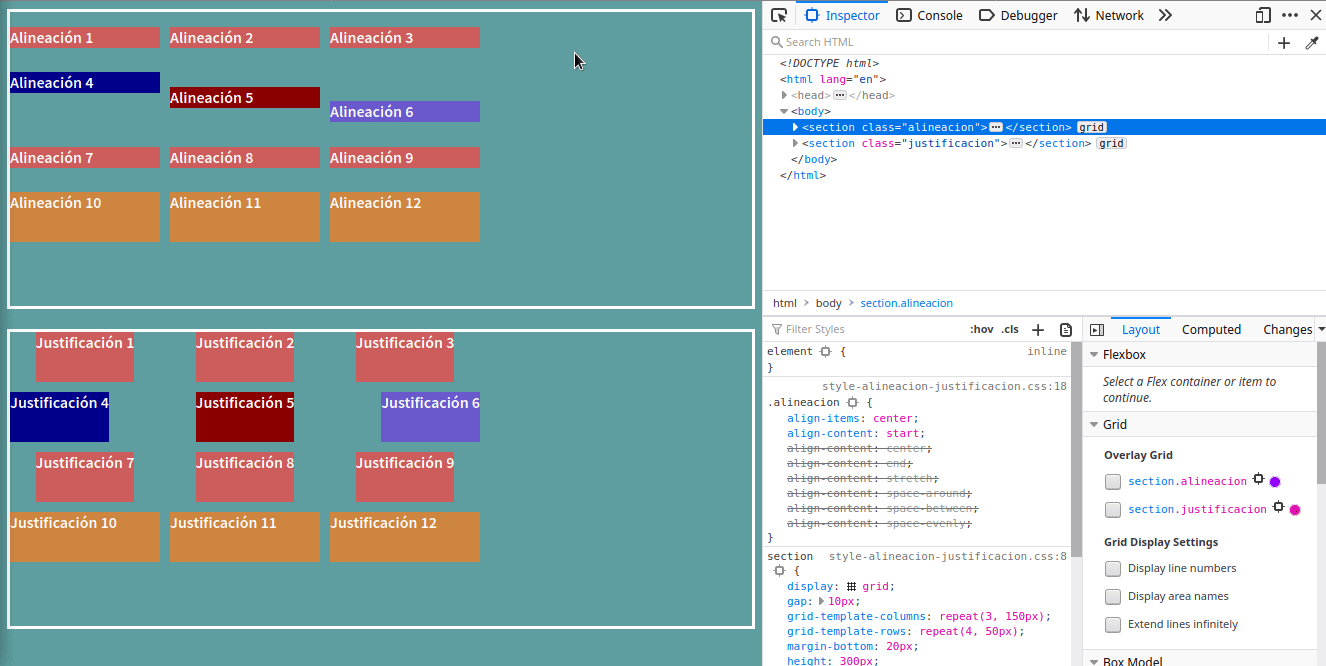 Alineación 1 Alineación 2 Alineación 3
Alineación 4
Alineación 5
Alineación 6
Alineación 7 Alineación 8 Alineación 9
Alineación 10 Alineación 11 Alineación 12
Justificación 1 Justificación 2 Justificación 3
Justificación 4 Justificación 5 Justificación 6
Justificación 7 Justificación 8 Justificación 9
Justificación 10 Justificación 11 Justificación 12
Inspector Console Debugger Network
Search HTML
<!DOCTYPE html>
<html lang="en">
<head> ⋯ </head>
<body>
<section class="alineacion"> ⋯ </section> grid
<section class="justificacion"> ⋯ </section> grid
</body>
</html>
html > body > section.alineacion
Filter Styles :hov .cls +
element { inline
}
style-alineacion-justificacion.css:18
.alineacion {
align-items: center;
align-content: start;
align-content: center;
align-content: end;
align-content: stretch;
align-content: space-around;
align-content: space-between;
align-content: space-evenly;
}
section style-alineacion-justificacion.css:8
{
display: grid;
gap: 10px;
grid-template-columns: repeat(3, 150px);
grid-template-rows: repeat(4, 50px);
margin-bottom: 20px;
height: 300px;
Layout Computed Changes
Flexbox
Select a Flex container or item to
continue.
Grid
Overlay Grid
section.alineacion
section.justificacion
Grid Display Settings
Display line numbers
Display area names
Extend lines infinitely
Box Model